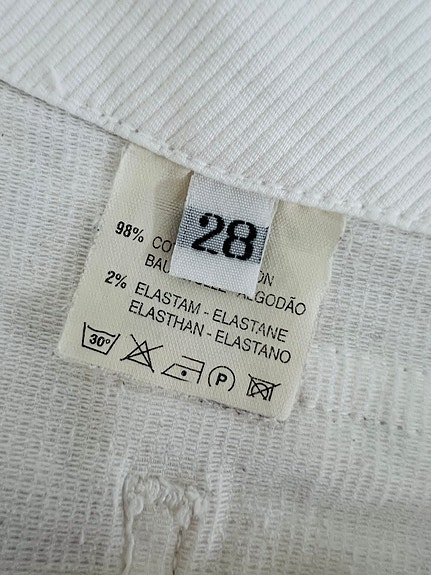 28
98%
ALGODÃO
2% ELASTAM - ELASTANE
ELASTHAN - ELASTANO
30°
P